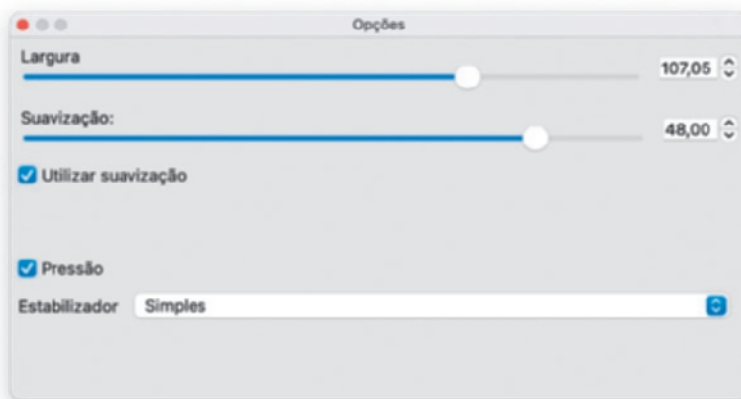 Opções
Largura
107,05
Suavização:
48,00
Utilizar suavização
Pressão
Estabilizador Simples